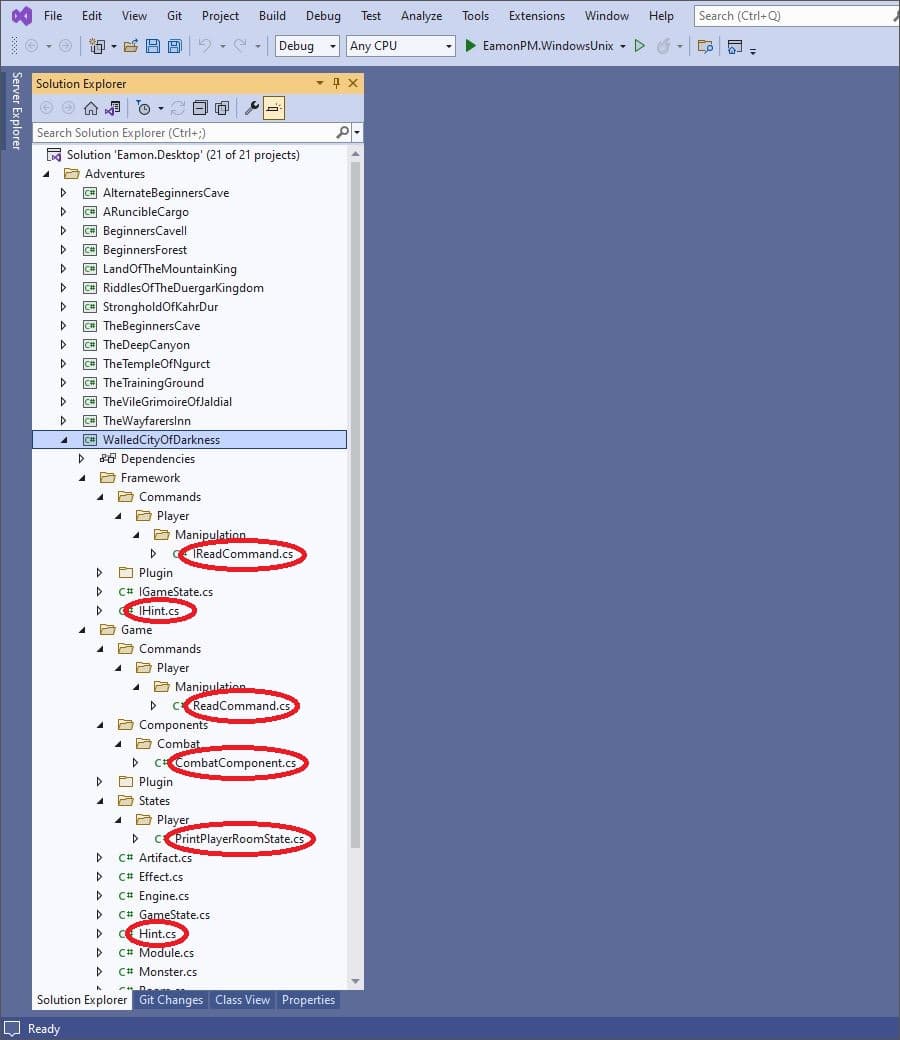 File Edit View Git Project Build Debug Test Analyze Tools Extensions Window Help Search (Ctrl+Q)
Debug Any CPU EamonPM.WindowsUnix
Server Explorer
Solution Explorer
Search Solution Explorer (Ctrl+;)
Solution 'Eamon.Desktop' (21 of 21 projects)
Adventures
C# AlternateBeginnersCave
C# ARuncibleCargo
C# BeginnersCaveII
C# BeginnersForest
C# LandOfTheMountainKing
C# RiddlesOfTheDuergarKingdom
C# StrongholdOfKahrDur
C# TheBeginnersCave
C# TheDeepCanyon
C# TheTempleOfNgurct
C# TheTrainingGround
C# TheVileGrimoireOfJaldial
C# TheWayfarersInn
C# WalledCityOfDarkness
Dependencies
Framework
Commands
Player
Manipulation
C# IReadCommand.cs
Plugin
C# IGameState.cs
C# IHint.cs
Game
Commands
Player
Manipulation
C# ReadCommand.cs
Components
Combat
C# CombatComponent.cs
Plugin
States
Player
C# PrintPlayerRoomState.cs
C# Artifact.cs
C# Effect.cs
C# Engine.cs
C# GameState.cs
C# Hint.cs
C# Module.cs
C# Monster.cs
Solution Explorer Git Changes Class View Properties
Ready